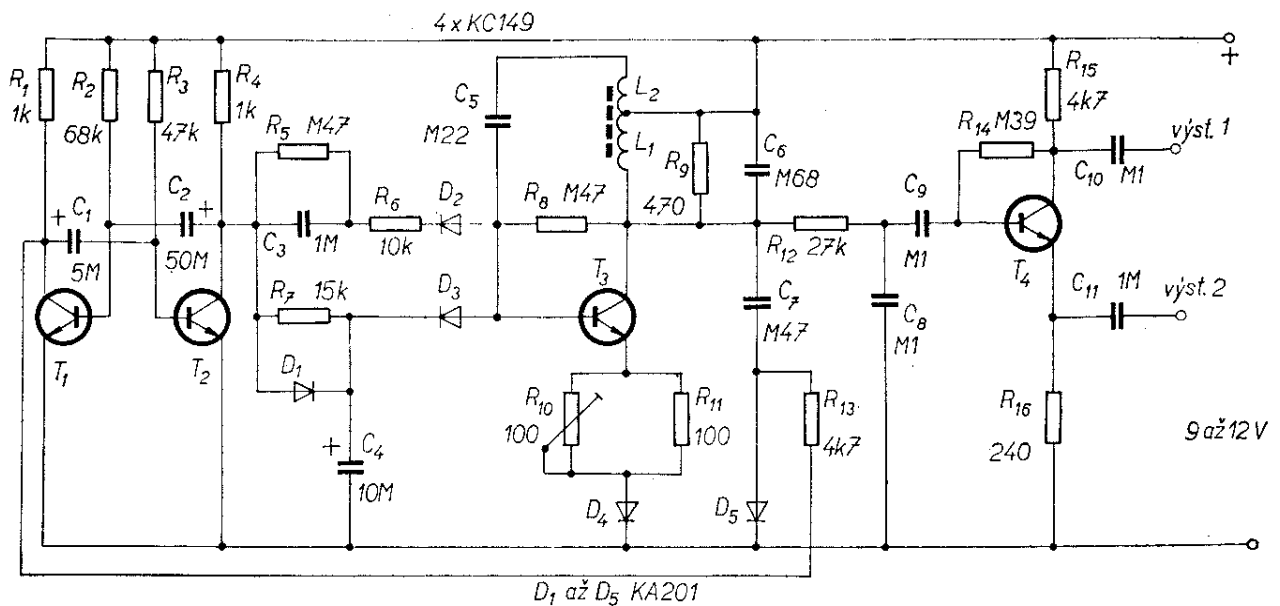 4 x KC149
+
R1
1k
R2
68k
R3
47k
R4
1k
R5 M47
C5
M22
L2
L1
R9
470
C6
M68
R15
4k7
R14 M39
C10
M1
výst. 1
+ C1
5M
C2 +
50M
C3
1M
R6
10k
D2
R8 M47
R12 27k
C9
M1
T4
T1
T2
R7 15k
D3
T3
C7
M47
C8
M1
C11 1M
výst. 2
D1
+ C4
10M
R10
100
R11
100
R13
4k7
R16
240
D4
D5
9 až 12 V
D1 až D5 KA201